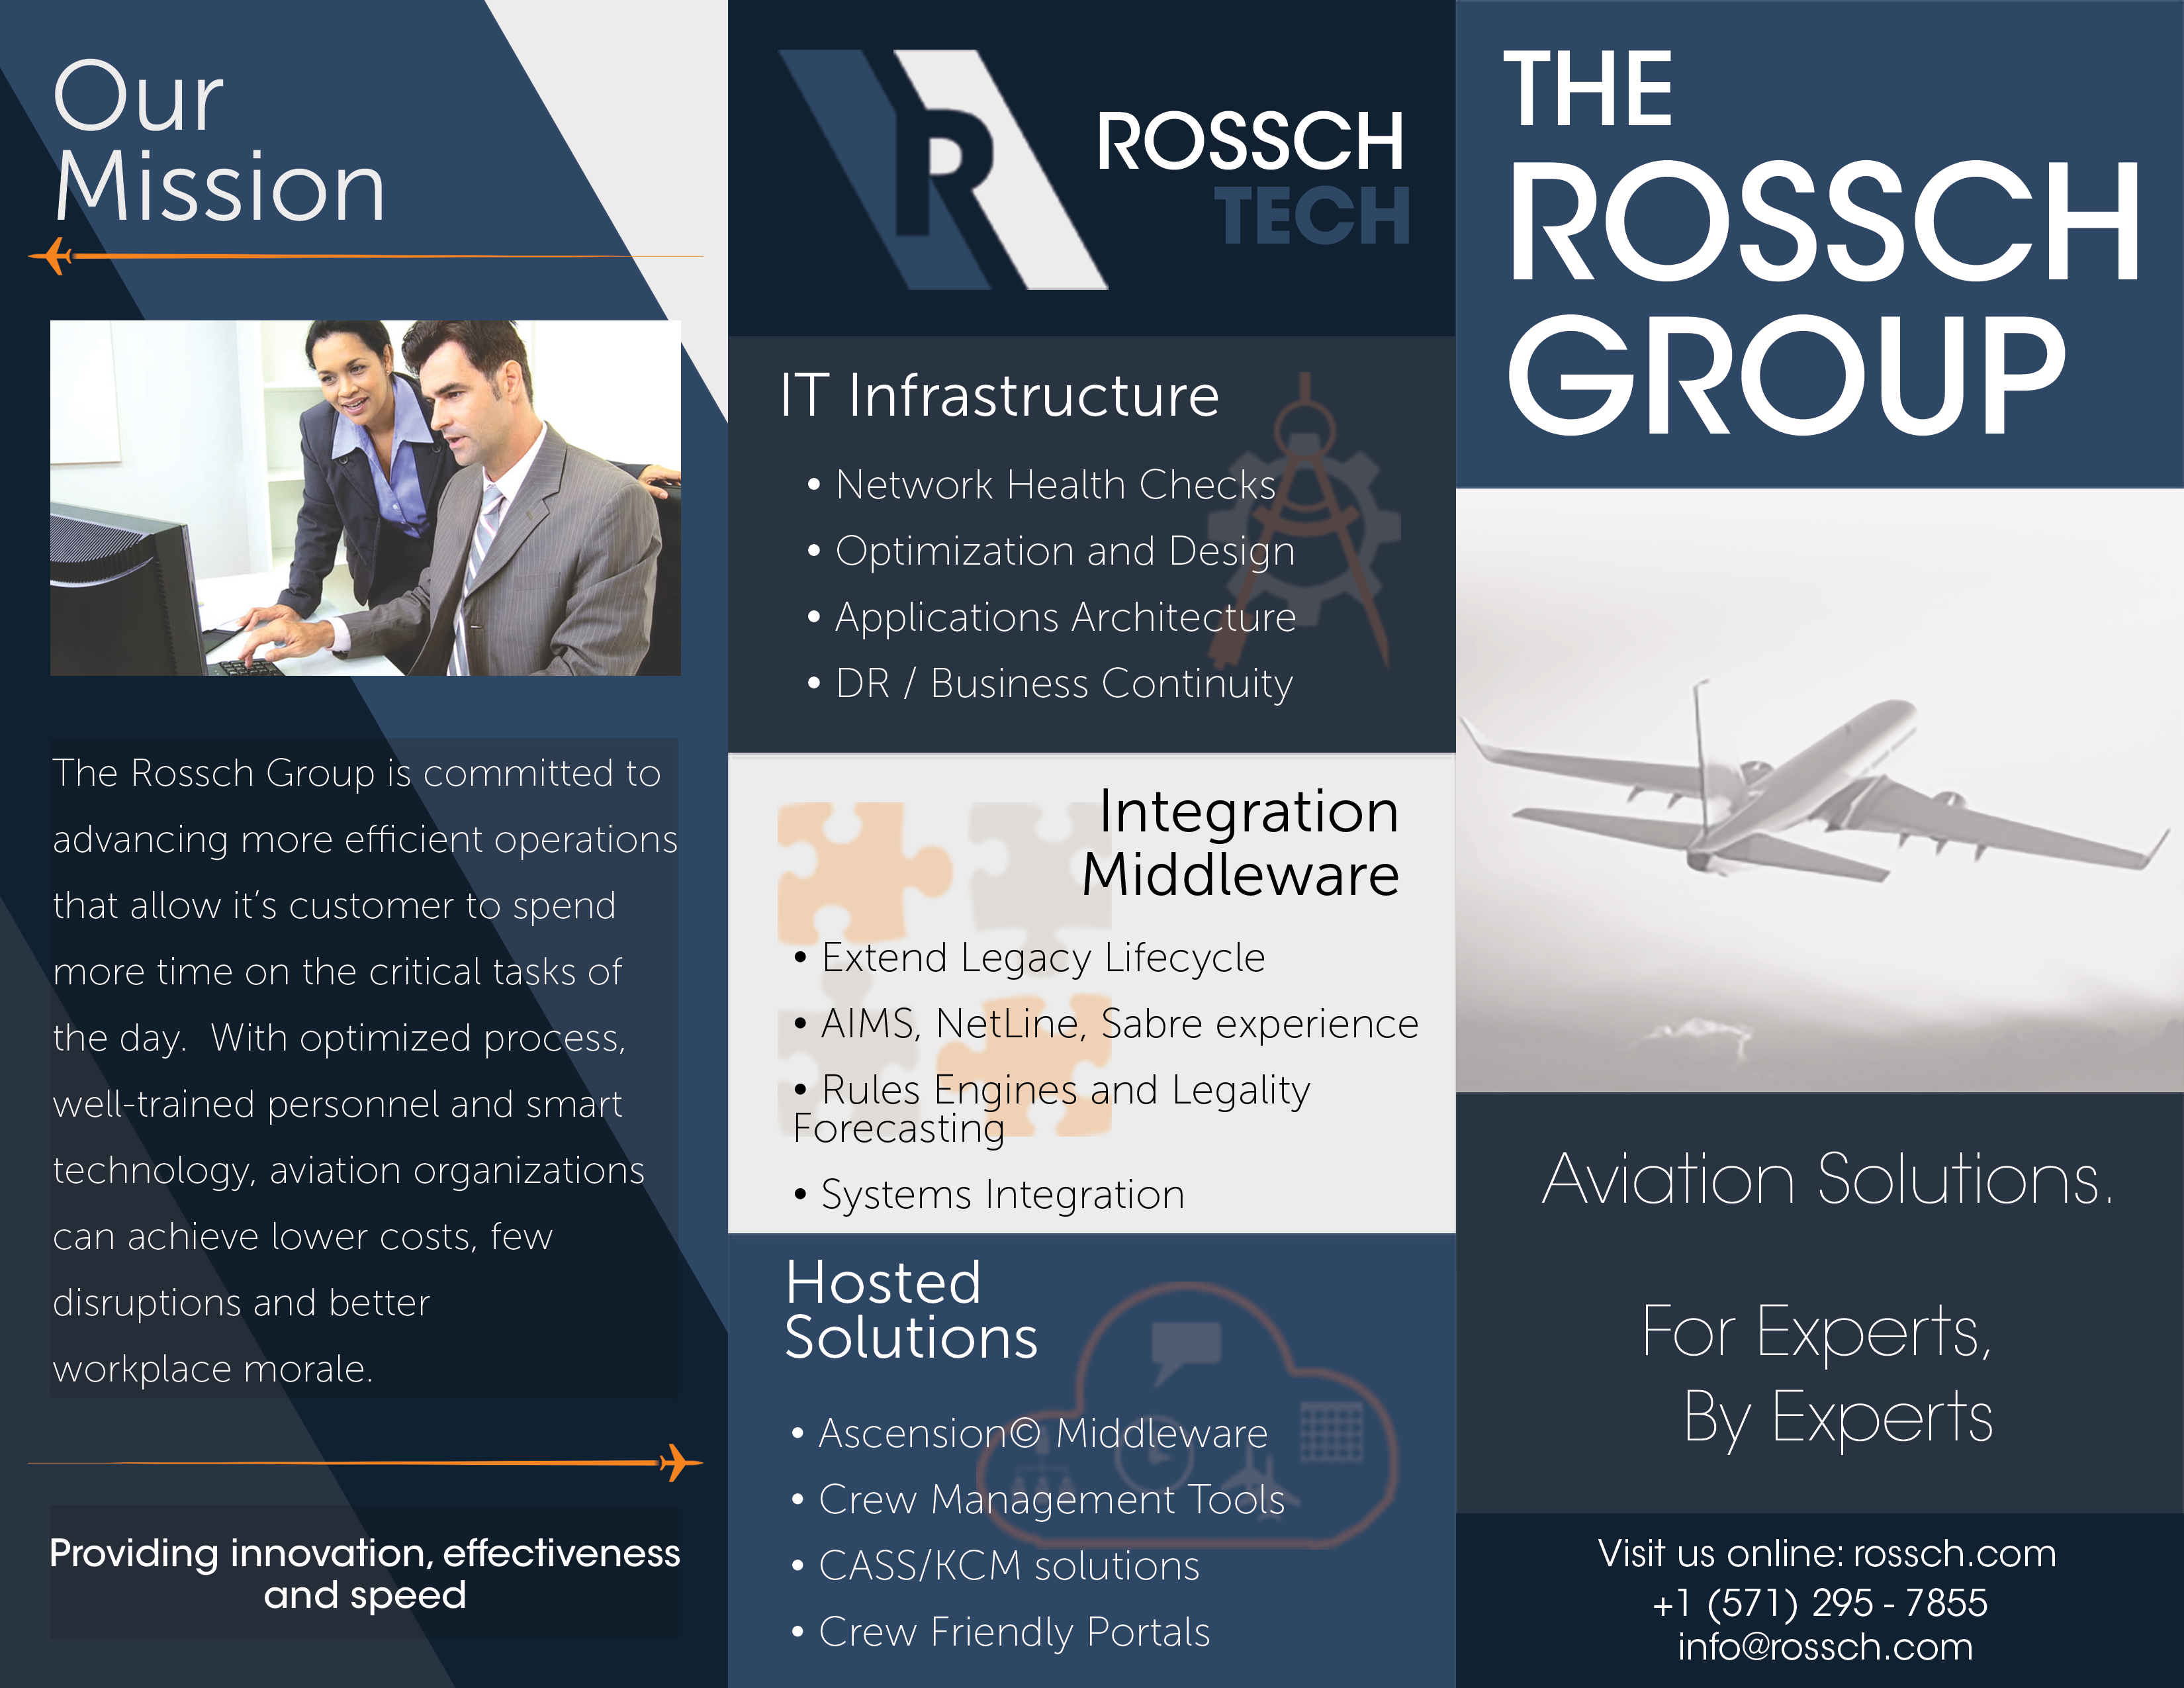 Our
Mission
The Rossch Group is committed to
advancing more efficient operations
that allow it's customer to spend
more time on the critical tasks of
the day.  With optimized process,
well-trained personnel and smart
technology, aviation organizations
can achieve lower costs, few
disruptions and better
workplace morale.
Providing innovation, effectiveness
and speed
R
ROSSCH
TECH
IT Infrastructure
• Network Health Checks
• Optimization and Design
• Applications Architecture
• DR / Business Continuity
Integration
Middleware
• Extend Legacy Lifecycle
• AIMS, NetLine, Sabre experience
• Rules Engines and Legality
Forecasting
• Systems Integration
Hosted
Solutions
• Ascension© Middleware
• Crew Management Tools
• CASS/KCM solutions
• Crew Friendly Portals
THE
ROSSCH
GROUP
Aviation Solutions.
For Experts,
By Experts
Visit us online: rossch.com
+1 (571) 295 - 7855
info@rossch.com